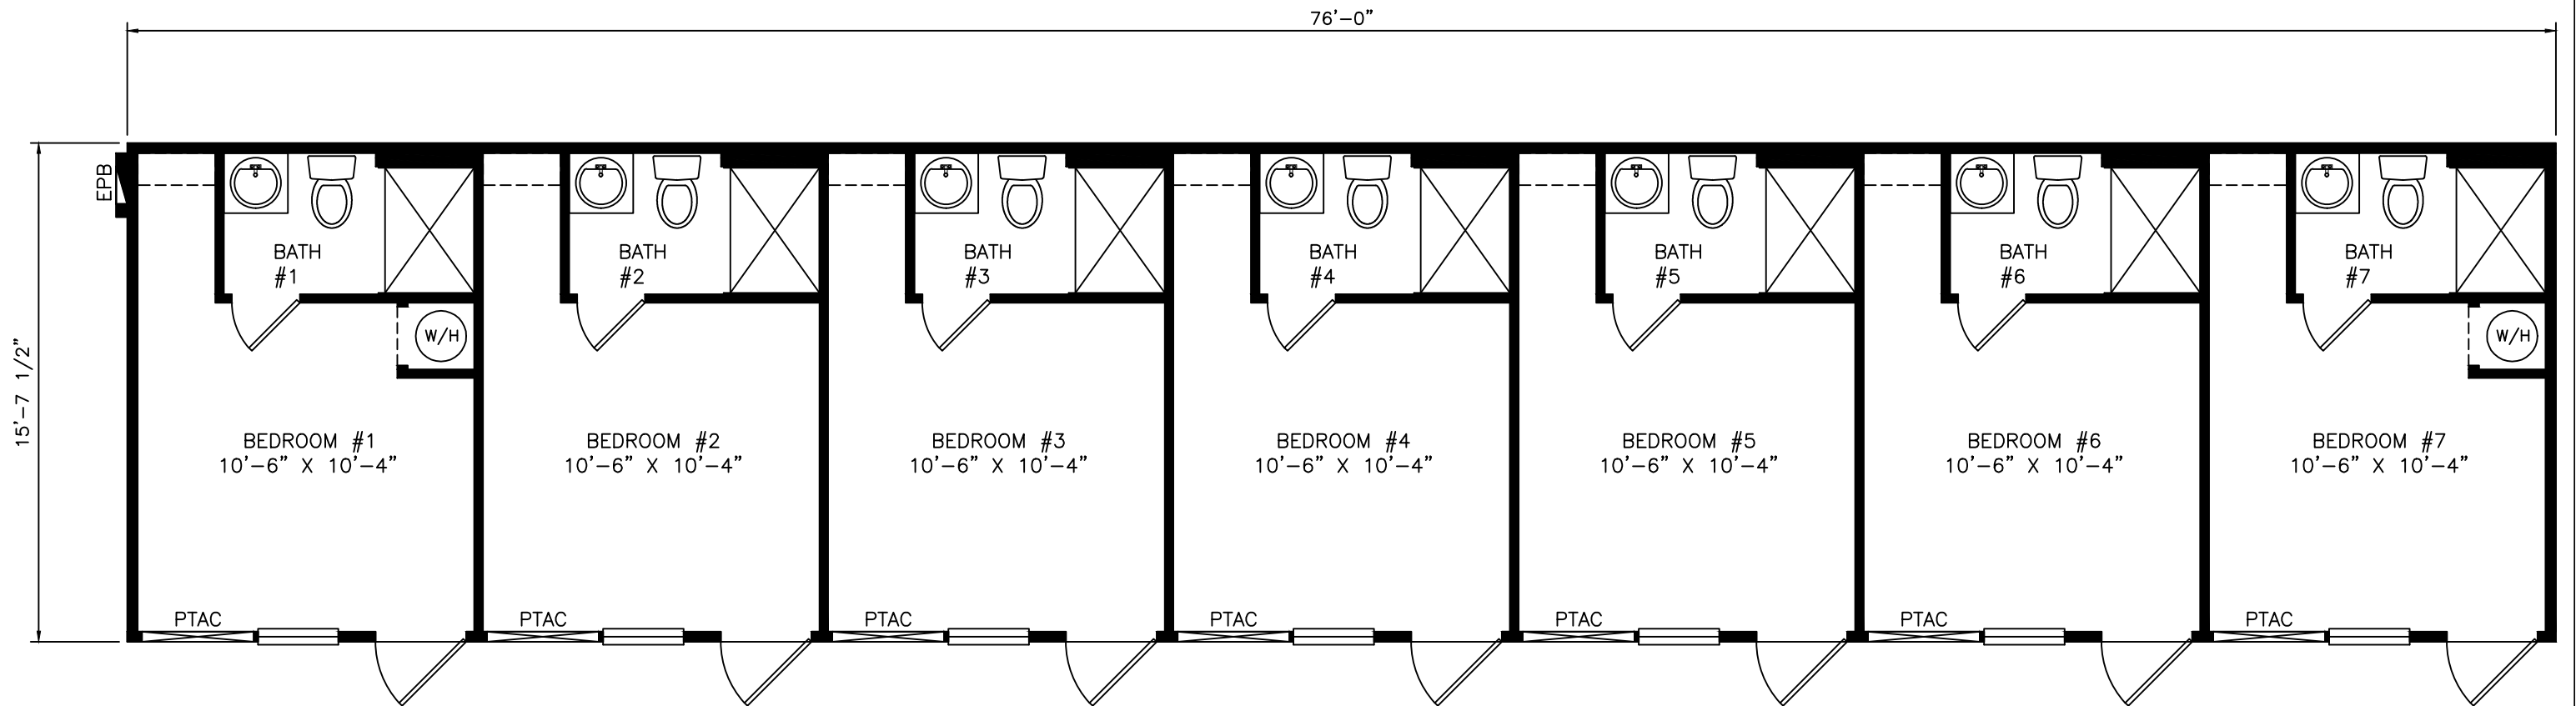 76'-0"
EPB
15'-7 1/2"
BATH
#1
BATH
#2
BATH
#3
BATH
#4
BATH
#5
BATH
#6
BATH
#7
W/H
W/H
BEDROOM #1
10'-6" X 10'-4"
BEDROOM #2
10'-6" X 10'-4"
BEDROOM #3
10'-6" X 10'-4"
BEDROOM #4
10'-6" X 10'-4"
BEDROOM #5
10'-6" X 10'-4"
BEDROOM #6
10'-6" X 10'-4"
BEDROOM #7
10'-6" X 10'-4"
PTAC
PTAC
PTAC
PTAC
PTAC
PTAC
PTAC